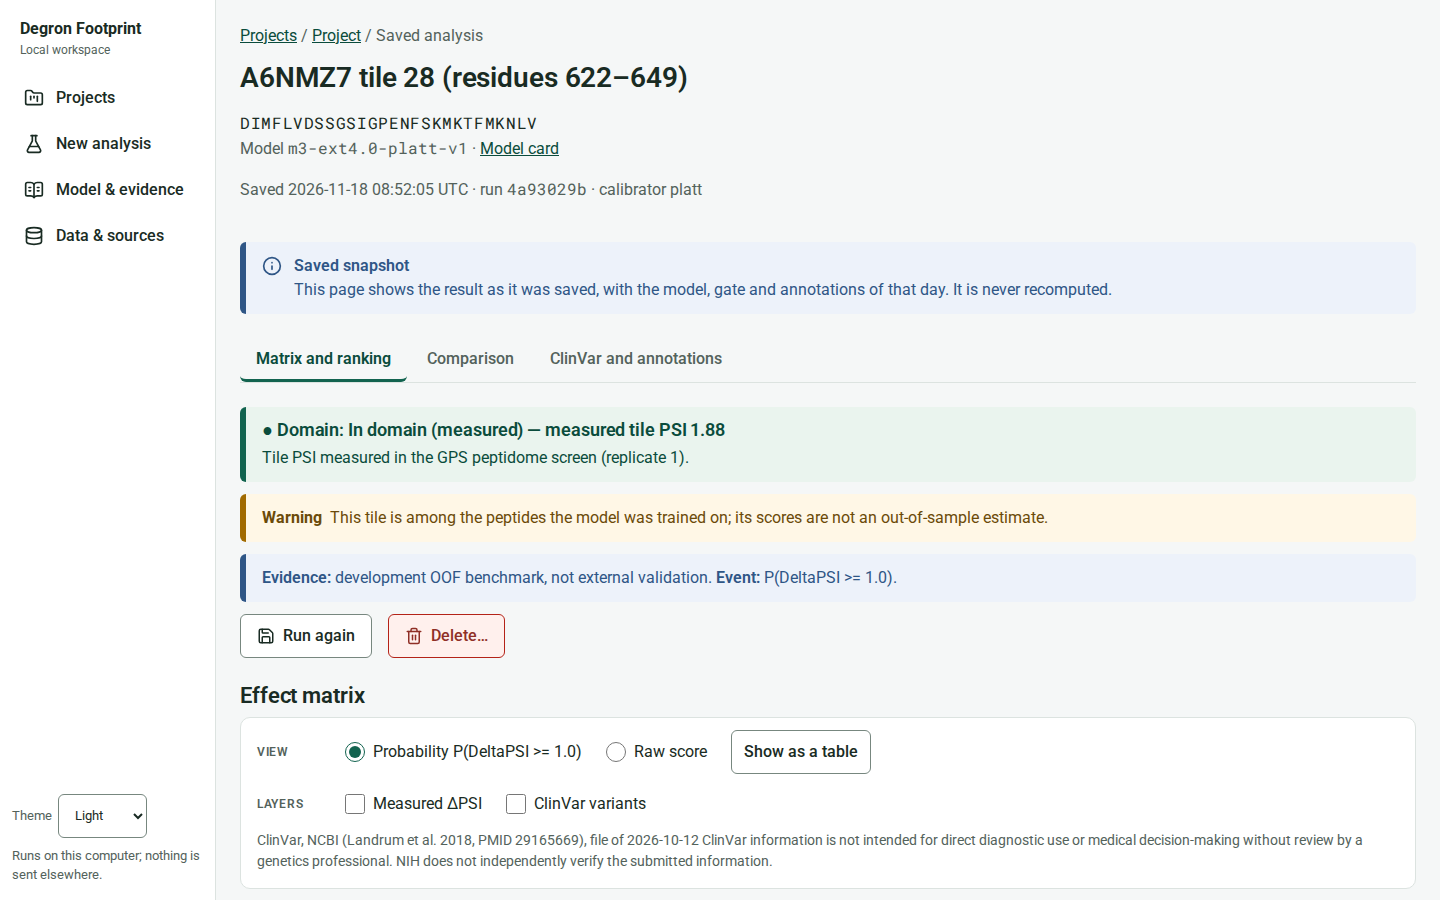 Degron Footprint
Local workspace
Projects
New analysis
Model & evidence
Data & sources
Theme
Light
Runs on this computer; nothing is
sent elsewhere.
Projects / Project / Saved analysis
A6NMZ7 tile 28 (residues 622–649)
DIMFLVDSSGSIGPENFSKMKTFMKNLV
Model m3-ext4.0-platt-v1 · Model card
Saved 2026-11-18 08:52:05 UTC · run 4a93029b · calibrator platt
Saved snapshot
This page shows the result as it was saved, with the model, gate and annotations of that day. It is never recomputed.
Matrix and ranking
Comparison
ClinVar and annotations
● Domain: In domain (measured) — measured tile PSI 1.88
Tile PSI measured in the GPS peptidome screen (replicate 1).
Warning This tile is among the peptides the model was trained on; its scores are not an out-of-sample estimate.
Evidence: development OOF benchmark, not external validation. Event: P(DeltaPSI >= 1.0).
Run again
Delete…
Effect matrix
VIEW
Probability P(DeltaPSI >= 1.0)
Raw score
Show as a table
LAYERS
Measured ΔPSI
ClinVar variants
ClinVar, NCBI (Landrum et al. 2018, PMID 29165669), file of 2026-10-12 ClinVar information is not intended for direct diagnostic use or medical decision-making without review by a
genetics professional. NIH does not independently verify the submitted information.